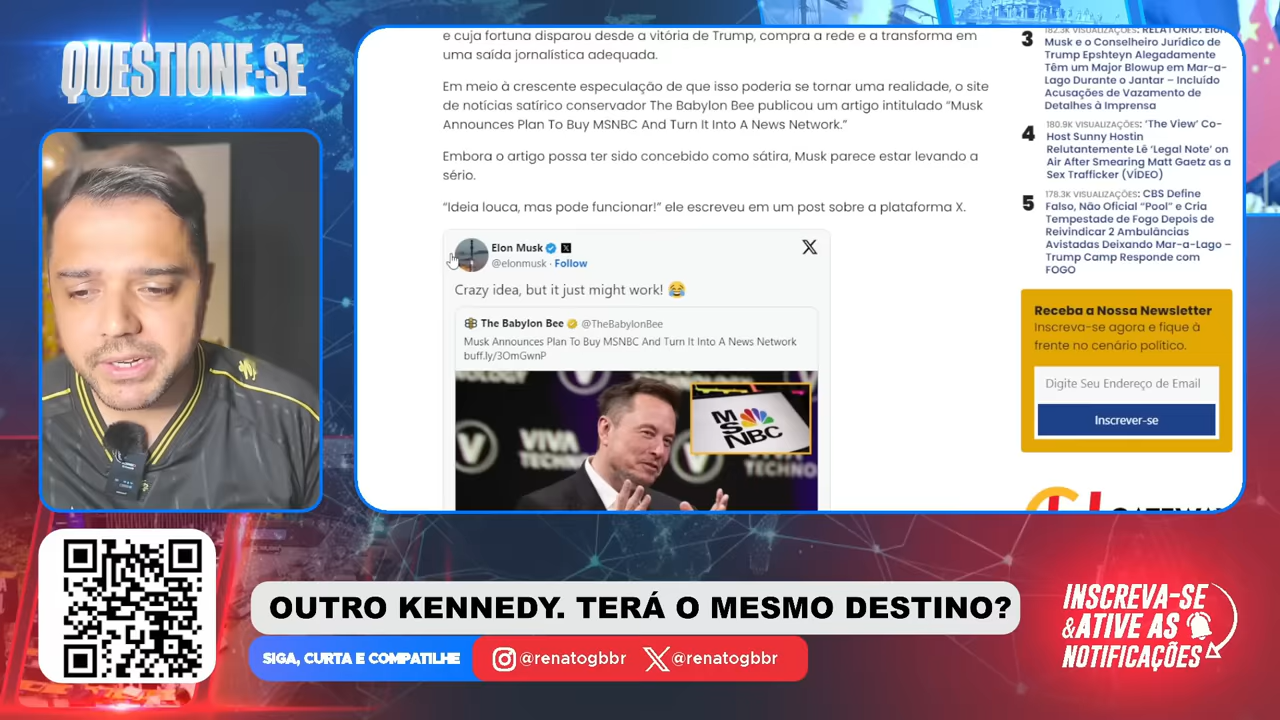 QUESTIONE-SE
e cuja fortuna disparou desde a vitória de Trump, compra a rede e a transforma em
uma saída jornalística adequada.
Em meio à crescente especulação de que isso poderia se tornar uma realidade, o site
de notícias satírico conservador The Babylon Bee publicou um artigo intitulado “Musk
Announces Plan To Buy MSNBC And Turn It Into A News Network.”
Embora o artigo possa ter sido concebido como sátira, Musk parece estar levando a
sério.
“Ideia louca, mas pode funcionar!” ele escreveu em um post sobre a plataforma X.
Elon Musk
@elonmusk · Follow
Crazy idea, but it just might work! 😂
The Babylon Bee @TheBabylonBee
Musk Announces Plan To Buy MSNBC And Turn It Into A News Network
buff.ly/3OmGwnP
VIVA
MSNBC
3
182.3K VISUALIZAÇÕES: RELATÓRIO: Elon
Musk e o Conselheiro Jurídico de
Trump Epshteyn Alegadamente
Têm um Major Blowup em Mar-a-
Lago Durante o Jantar – Incluído
Acusações de Vazamento de
Detalhes à Imprensa
4
180.9K VISUALIZAÇÕES: 'The View' Co-
Host Sunny Hostin
Relutantemente Lê ‘Legal Note’ on
Air After Smearing Matt Gaetz as a
Sex Trafficker (VÍDEO)
5
178.3K VISUALIZAÇÕES: CBS Define
Falso, Não Oficial “Pool” e Cria
Tempestade de Fogo Depois de
Reivindicar 2 Ambulâncias
Avistadas Deixando Mar-a-Lago –
Trump Camp Responde com
FOGO
Receba a Nossa Newsletter
Inscreva-se agora e fique à
frente no cenário político.
Digite Seu Endereço de Email
Inscrever-se
OUTRO KENNEDY. TERÁ O MESMO DESTINO?
SIGA, CURTA E COMPATILHE
@renatogbbr
@renatogbbr
INSCREVA-SE
&ATIVE AS
NOTIFICAÇÕES